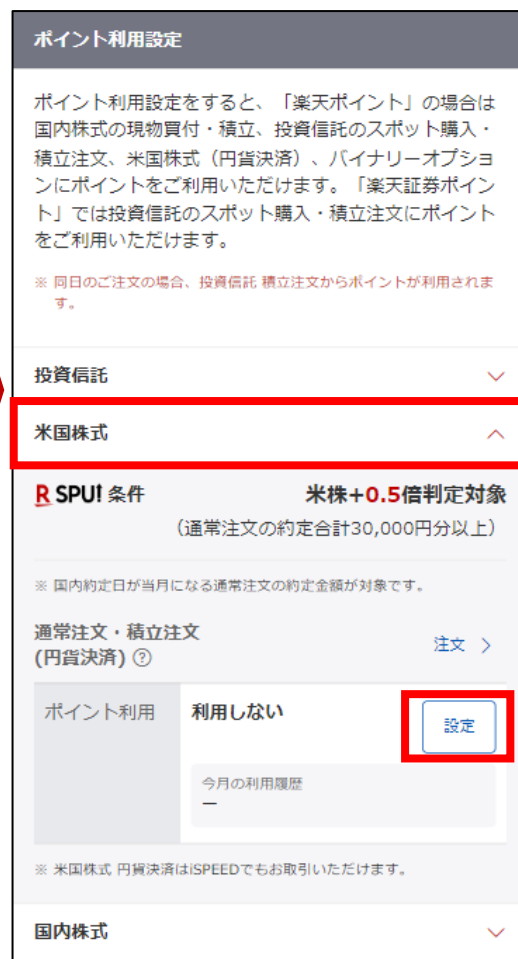 ポイント利用設定
ポイント利用設定をすると、「楽天ポイント」の場合は
国内株式の現物買付・積立、投資信託のスポット購入・
積立注文、米国株式（円貨決済）、バイナリーオプショ
ンにポイントをご利用いただけます。「楽天証券ポイン
ト」では投資信託のスポット購入・積立注文にポイント
をご利用いただけます。
※ 同日のご注文の場合、投資信託 積立注文からポイントが利用されま
す。
投資信託
米国株式
R SPU! 条件 米株+0.5倍判定対象
（通常注文の約定合計30,000円分以上）
※ 国内約定日が当月になる通常注文の約定金額が対象です。
通常注文・積立注文
(円貨決済) ? 注文 >
ポイント利用 利用しない 設定
今月の利用履歴
ー
※ 米国株式 円貨決済はiSPEEDでもお取引いただけます。
国内株式